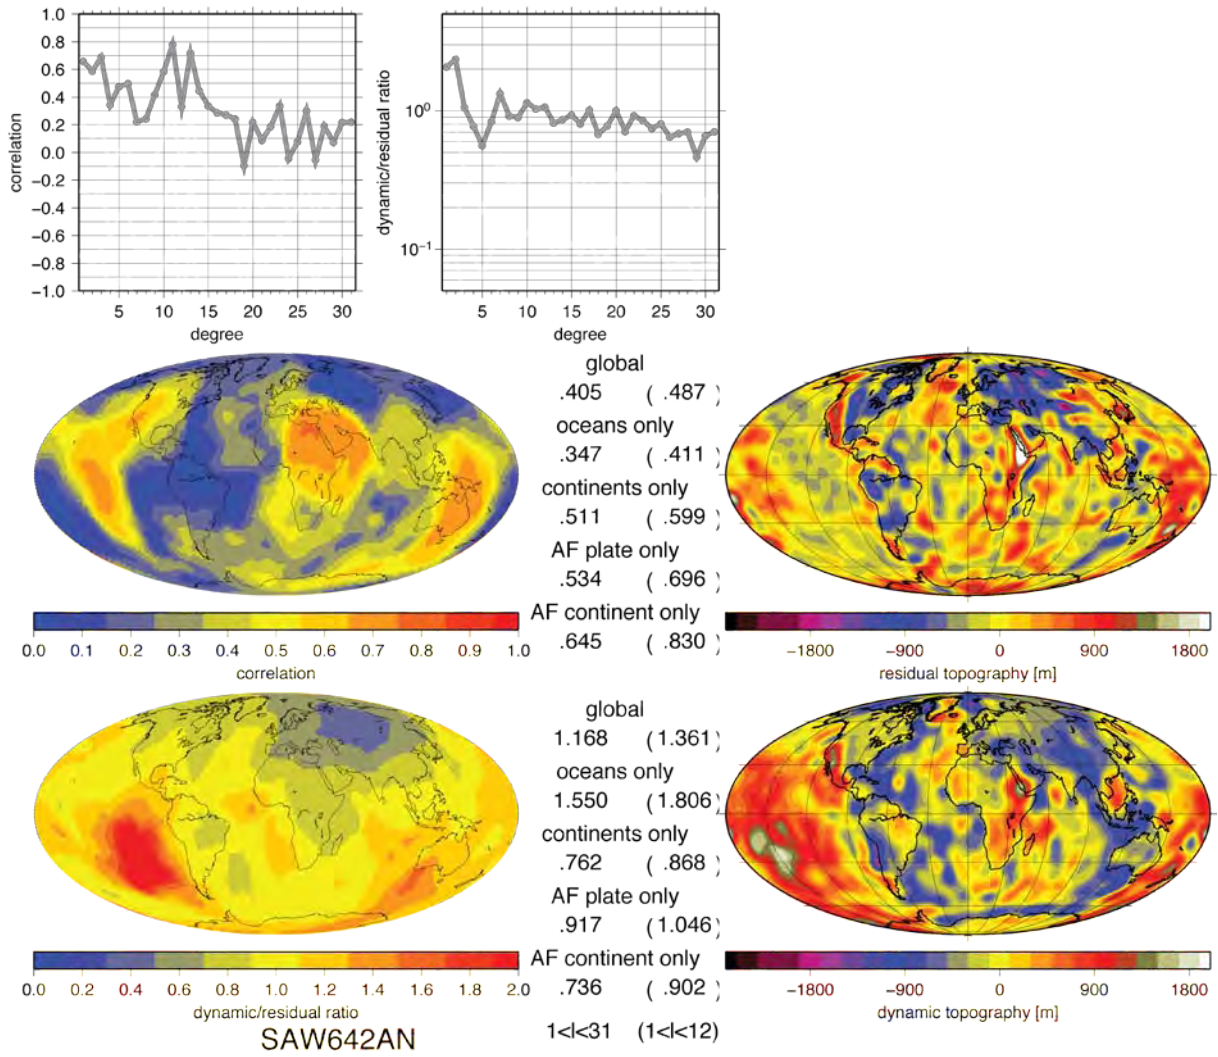 1.0
0.8
0.6
0.4
0.2
0.0
−0.2
−0.4
−0.6
−0.8
−1.0
correlation
5 10 15 20 25 30
degree
10⁰
10⁻¹
dynamic/residual ratio
5 10 15 20 25 30
degree
global
.405 ( .487 )
oceans only
.347 ( .411 )
continents only
.511 ( .599 )
AF plate only
.534 ( .696 )
AF continent only
.645 ( .830 )
0.0 0.1 0.2 0.3 0.4 0.5 0.6 0.7 0.8 0.9 1.0
correlation
−1800 −900 0 900 1800
residual topography [m]
global
1.168 ( 1.361 )
oceans only
1.550 ( 1.806 )
continents only
.762 ( .868 )
AF plate only
.917 ( 1.046 )
AF continent only
.736 ( .902 )
0.0 0.2 0.4 0.6 0.8 1.0 1.2 1.4 1.6 1.8 2.0
dynamic/residual ratio
−1800 −900 0 900 1800
dynamic topography [m]
SAW642AN
1<l<31 (1<l<12)